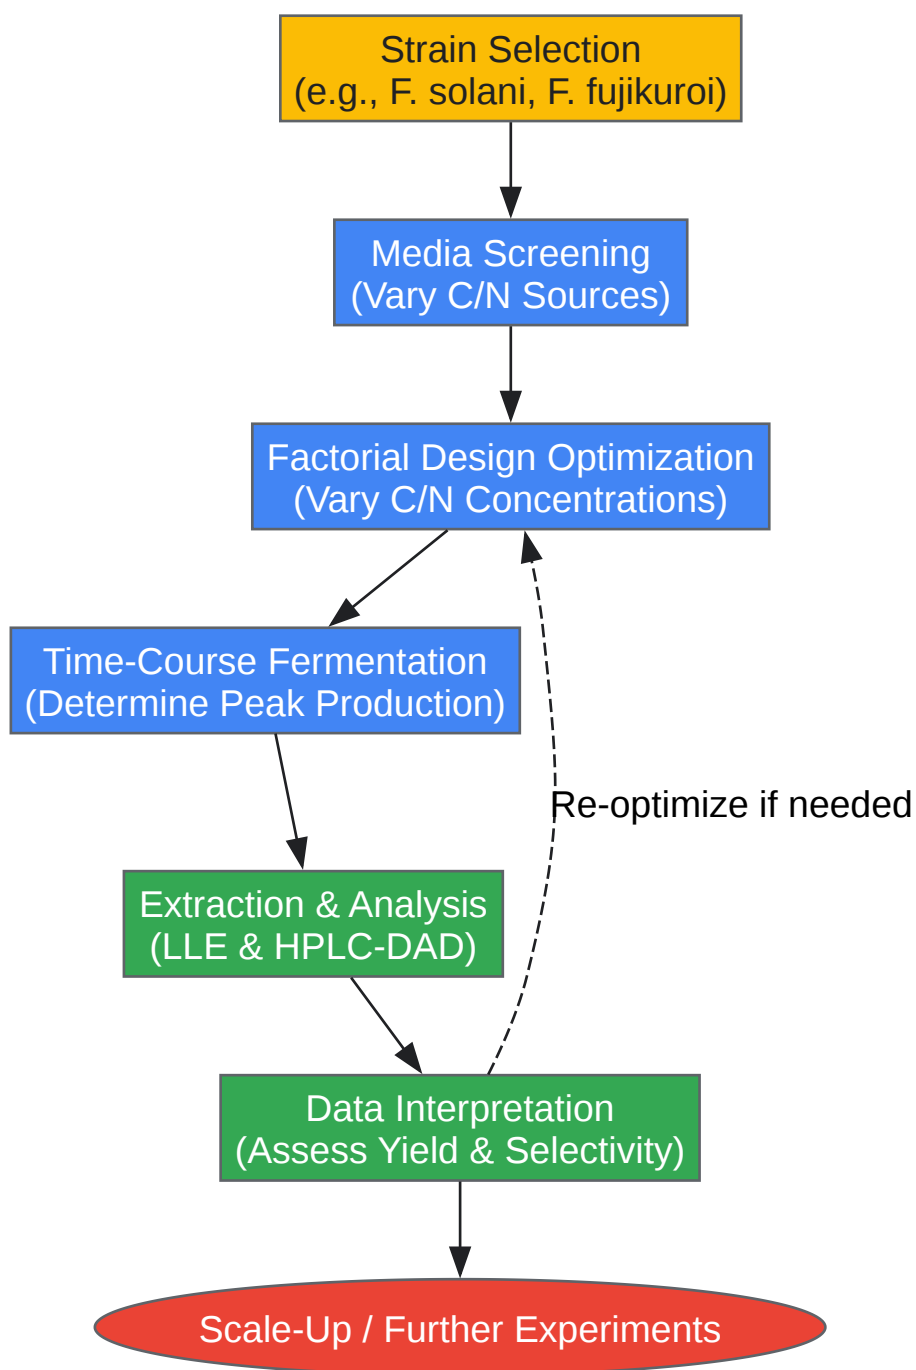 Strain Selection
(e.g., F. solani, F. fujikuroi)
Media Screening
(Vary C/N Sources)
Factorial Design Optimization
(Vary C/N Concentrations)
Time-Course Fermentation
(Determine Peak Production)
Re-optimize if needed
Extraction & Analysis
(LLE & HPLC-DAD)
Data Interpretation
(Assess Yield & Selectivity)
Scale-Up / Further Experiments